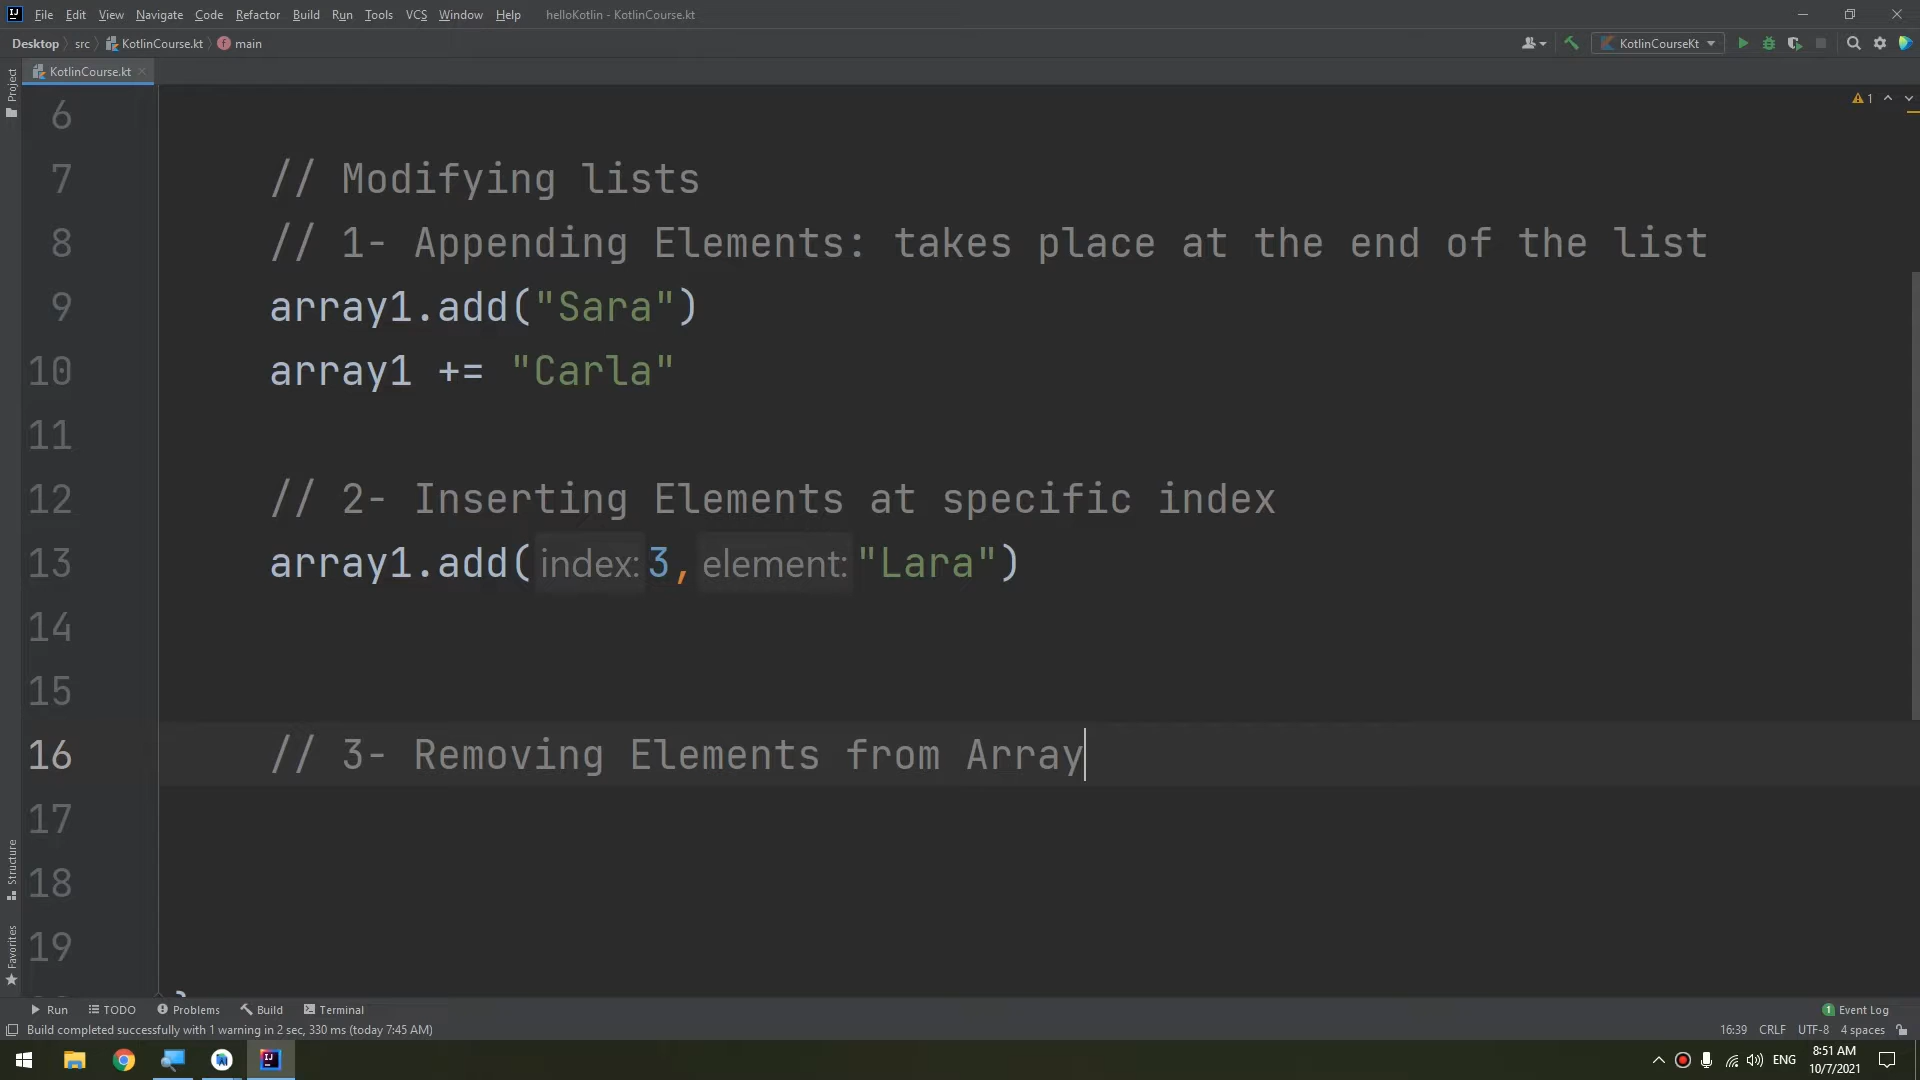 File Edit View Navigate Code Refactor Build Run Tools VCS Window Help helloKotlin - KotlinCourse.kt
Desktop src KotlinCourse.kt main KotlinCourseKt
KotlinCourse.kt
Project
1
6
7 // Modifying lists
8 // 1- Appending Elements: takes place at the end of the list
9 array1.add("Sara")
10 array1 += "Carla"
11
12 // 2- Inserting Elements at specific index
13 array1.add( index: 3, element: "Lara")
14
15
16 // 3- Removing Elements from Array
17
18
19
Structure
Favorites
Run TODO Problems Build Terminal 1 Event Log
Build completed successfully with 1 warning in 2 sec, 330 ms (today 7:45 AM) 16:39 CRLF UTF-8 4 spaces
ENG 8:51 AM
10/7/2021